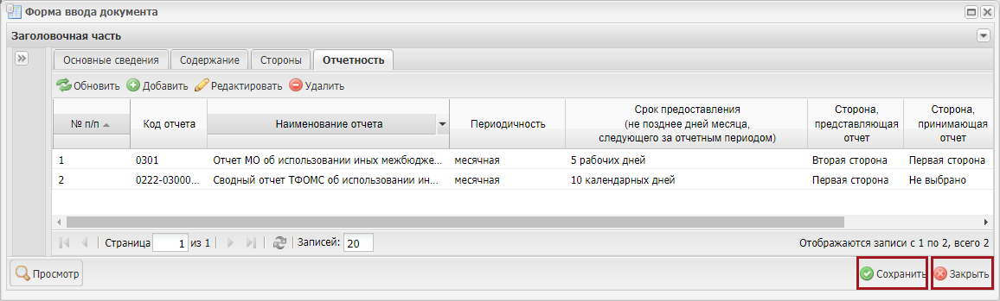 Форма ввода документа
Заголовочная часть
Основные сведения Содержание Стороны Отчетность
Обновить Добавить Редактировать Удалить
№ п/п Код отчета Наименование отчета Периодичность Срок предоставления (не позднее дней месяца, следующего за отчетным периодом) Сторона, представляющая отчет Сторона, принимающая отчет
1 0301 Отчет МО об использовании иных межбюдже... месячная 5 рабочих дней Вторая сторона Первая сторона
2 0222-03000... Сводный отчет ТФОМС об использовании ин... месячная 10 календарных дней Первая сторона Не выбрано
Страница 1 из 1 Записей: 20 Отображаются записи с 1 по 2, всего 2
Просмотр Сохранить Закрыть